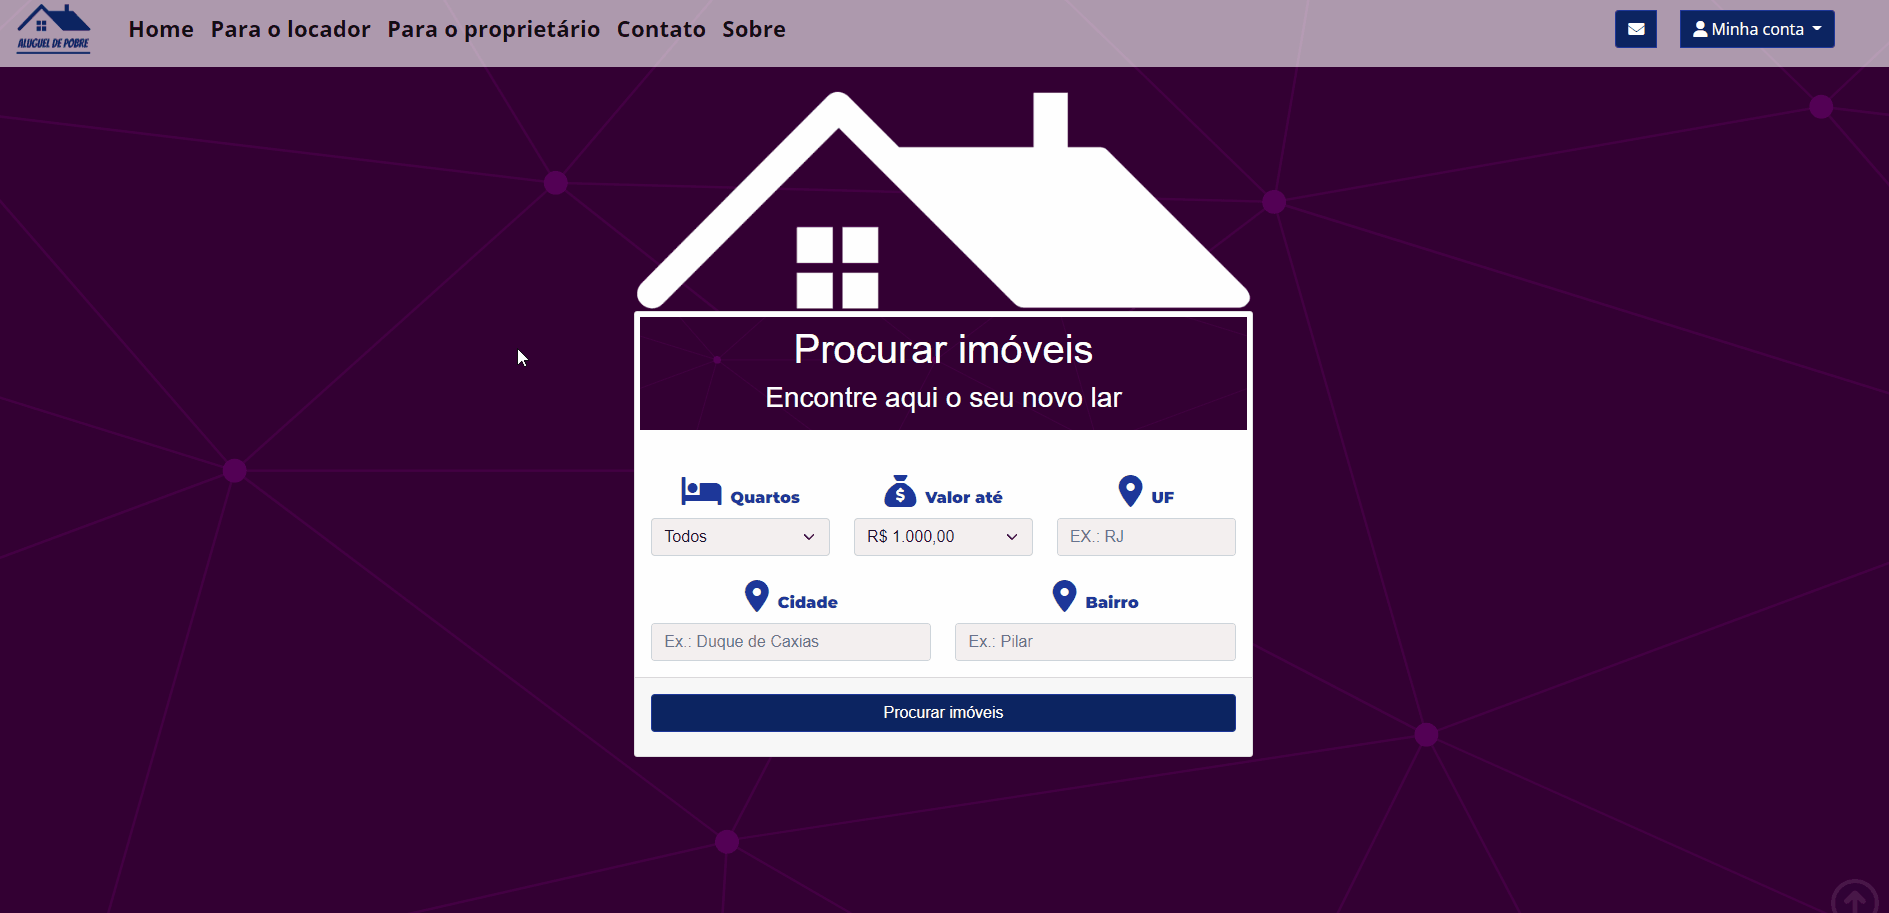 ALUGUEL DE POBRE
Home Para o locador Para o proprietário Contato Sobre
Minha conta
Procurar imóveis
Encontre aqui o seu novo lar
Quartos Valor até UF
Todos R$ 1.000,00 EX.: RJ
Cidade Bairro
Ex.: Duque de Caxias Ex.: Pilar
Procurar imóveis